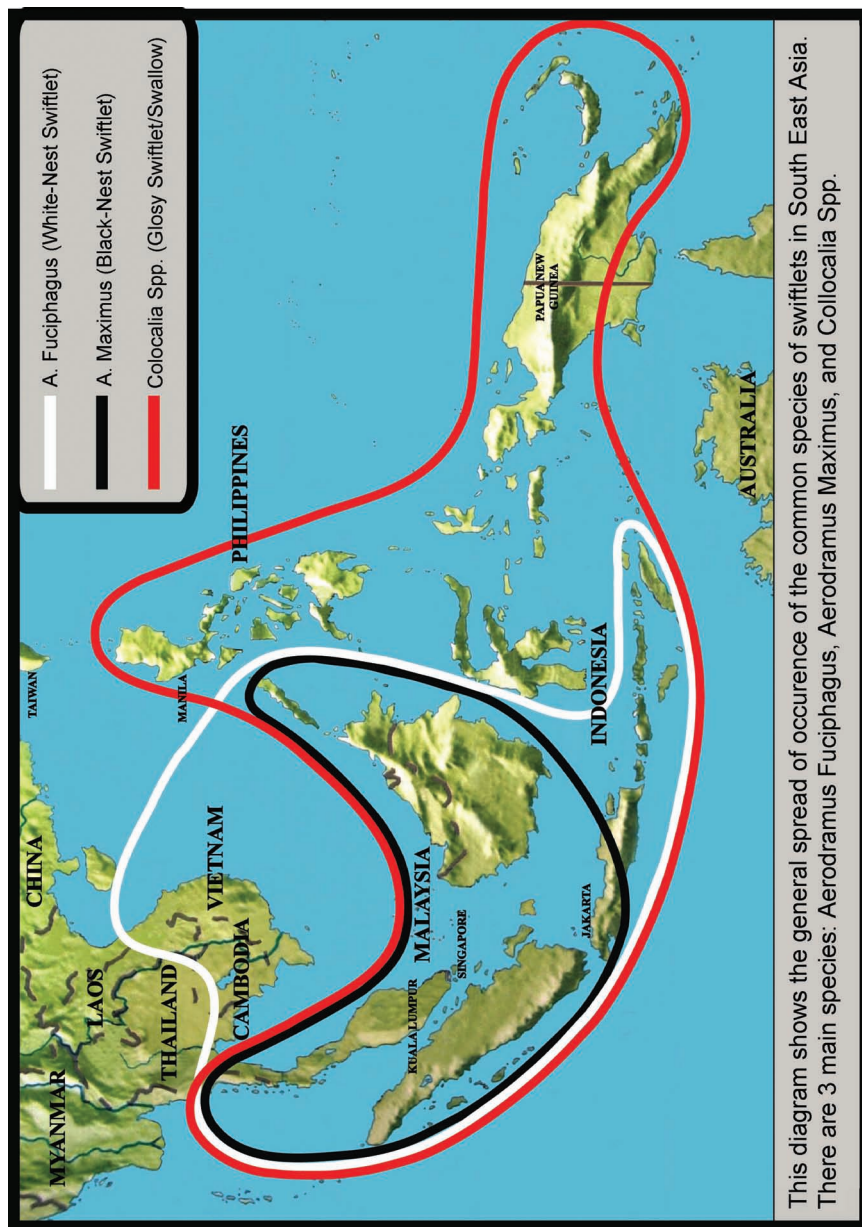 A. Fuciphagus (White-Nest Swiftlet)
A. Maximus (Black-Nest Swiftlet)
Colocalia Spp. (Glosy Swiftlet/Swallow)
TAIWAN
CHINA
MYANMAR
LAOS
THAILAND
VIETNAM
CAMBODIA
MANILA
PHILIPPINES
MALAYSIA
KUALA LUMPUR
SINGAPORE
PAPUA NEW
GUINEA
JAKARTA
INDONESIA
AUSTRALIA
This diagram shows the general spread of occurence of the common species of swiftlets in South East Asia.
There are 3 main species: Aerodramus Fuciphagus, Aerodramus Maximus, and Collocalia Spp.